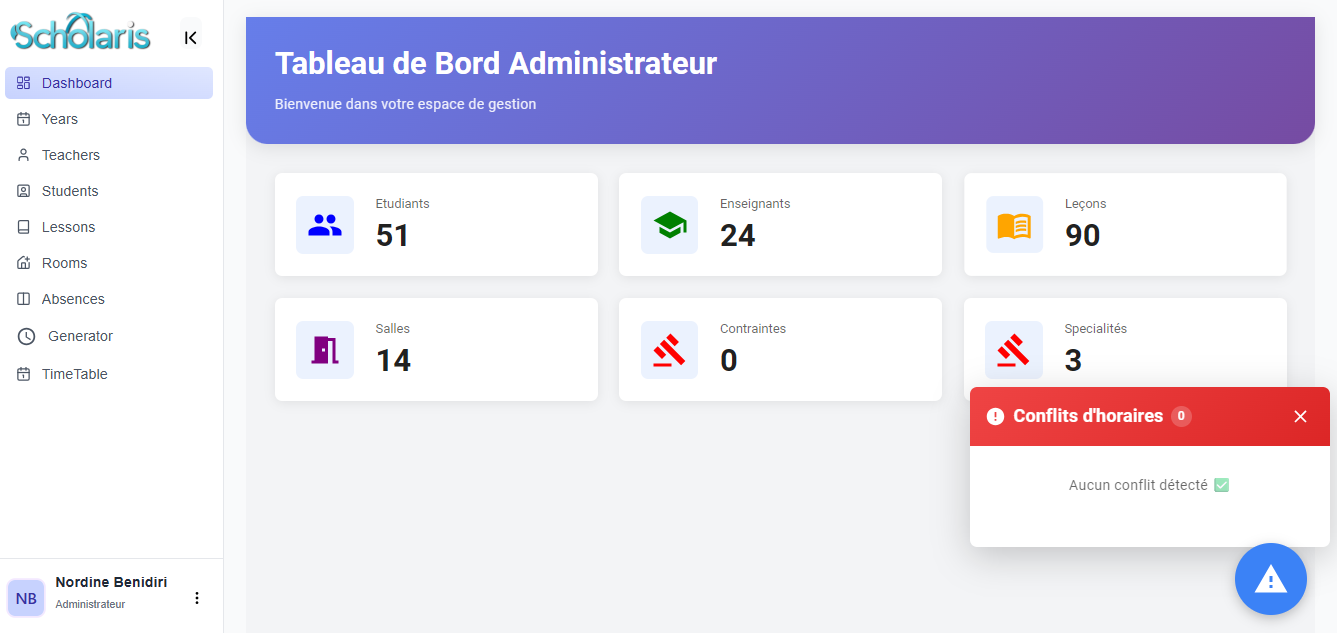 Scholaris
Dashboard
Years
Teachers
Students
Lessons
Rooms
Absences
Generator
TimeTable
NB
Nordine Benidiri
Administrateur
Tableau de Bord Administrateur
Bienvenue dans votre espace de gestion
Etudiants
51
Enseignants
24
Leçons
90
Salles
14
Contraintes
0
Specialités
3
Conflits d'horaires 0
Aucun conflit détecté ✅